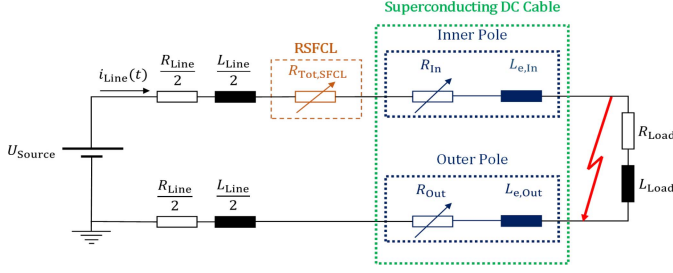 Superconducting DC Cable
Inner Pole
RSFCL
R_Line/2 L_Line/2
i_Line(t)
R_Tot,SFCL
R_In L_e,In
R_Load
U_Source
Outer Pole
R_Line/2 L_Line/2
R_Out L_e,Out
L_Load